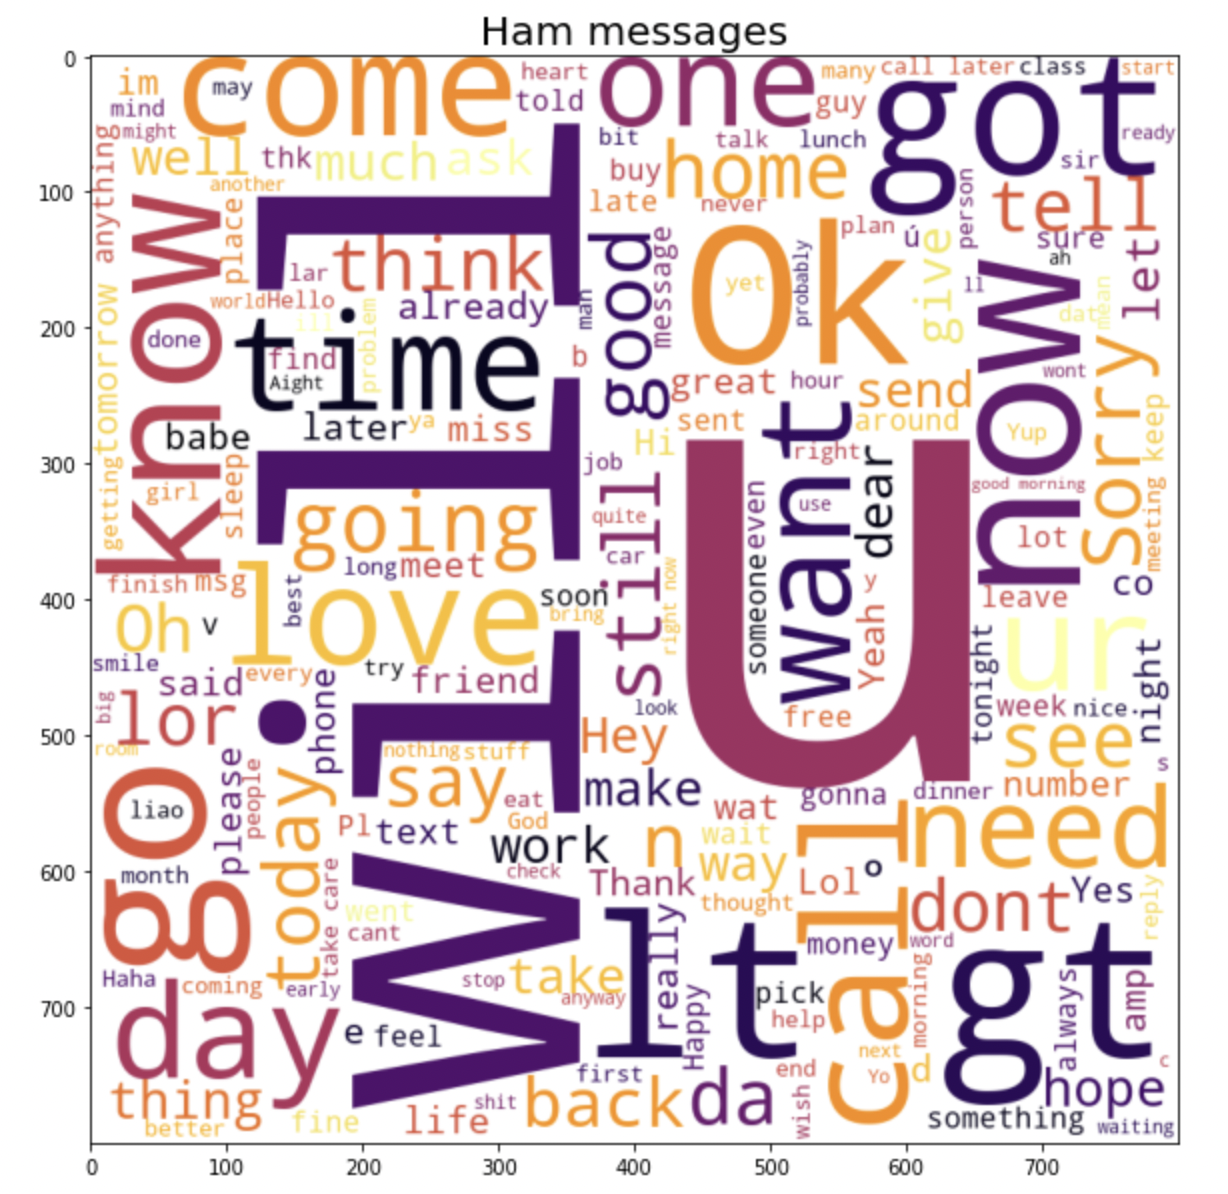 Ham messages
0
100
200
300
400
500
600
700
0
100
200
300
400
500
600
700
im
come
may
mind
might
heart
told
one
many
call later
class
start
guy
got
ready
well
thk
much
ask
bit
talk
lunch
sir
another
buy
home
late
never
person
tell
anything
know
place
will
think
lar
good
message
Ok
yet
probably
plan
ú
give
sure
ah
let
ll
now
dat
mean
world
Hello
already
man
ill
problem
time
find
Aight
done
b
great
hour
send
wont
tomorrow
getting
babe
later
ya
miss
sent
around
Hi
want
right
Yup
Sorry
keep
job
u
dear
good morning
meeting
girl
sleep
going
quite
still
car
use
someone
even
lot
long
meet
right now
y
co
finish
msg
love
best
soon
bring
Yeah
leave
Oh
v
ur
smile
said
every
try
friend
tonight
night
big
lor
phone
look
free
week
nice
room
nothing
stuff
Hey
see
s
go
liao
please
people
today
say
eat
God
make
wat
gonna
dinner
number
Pl
text
work
n
wait
way
call
need
month
check
Thank
thought
Lol
o
dont
Yes
reply
take care
went
cant
lt
really
money
word
gt
Haha
coming
early
stop
take
anyway
pick
help
morning
always
amp
day
e
feel
Happy
next
Yo
d
c
first
end
hope
thing
better
fine
life
shit
back
da
wish
something
waiting